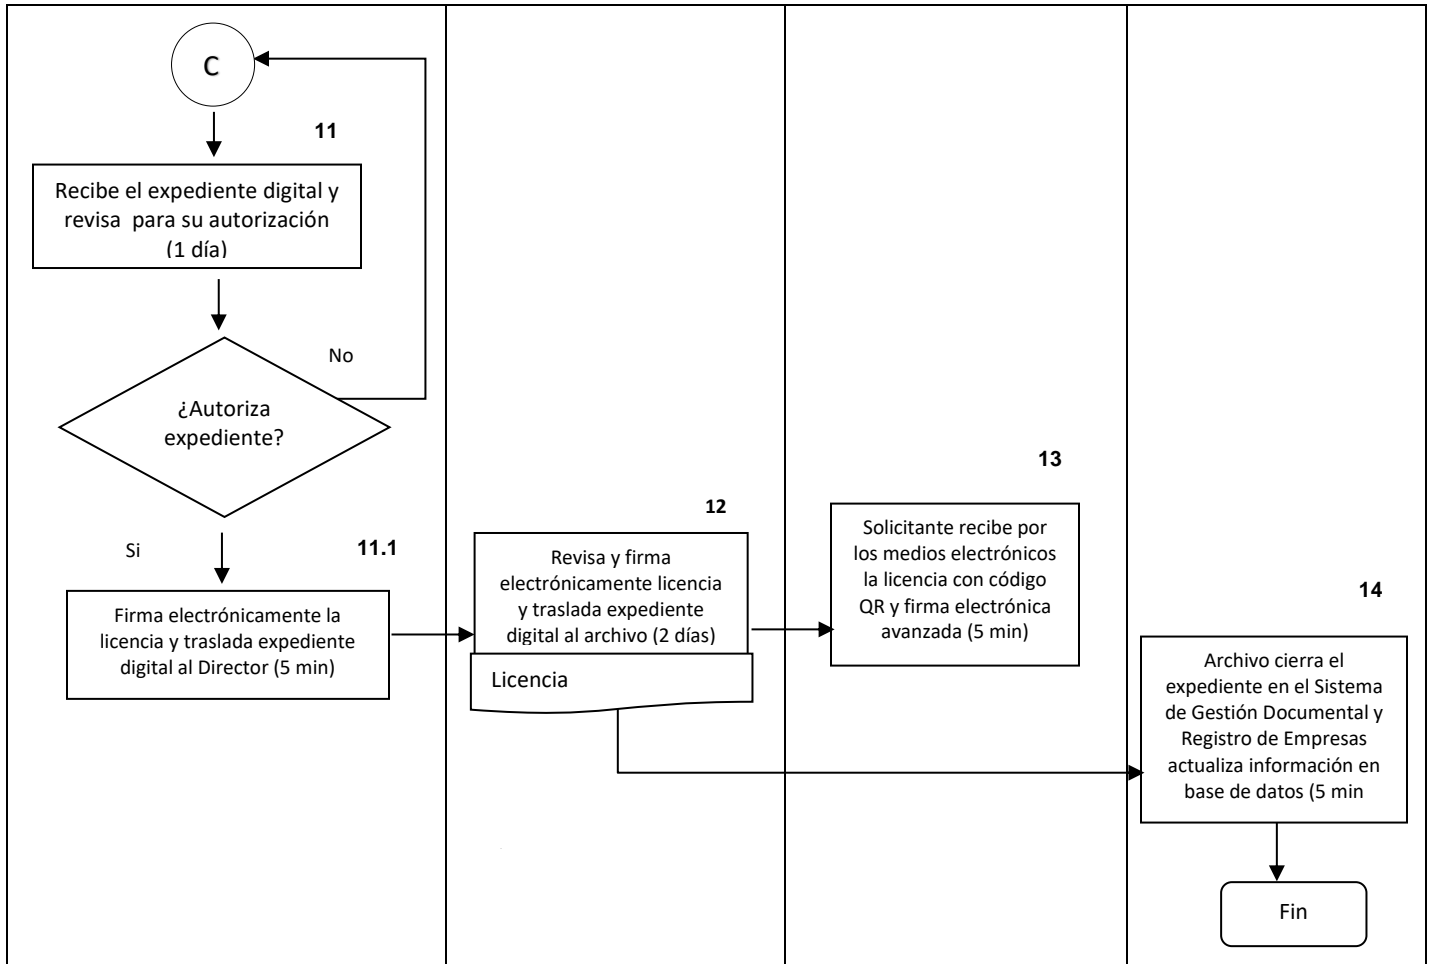 C
11
Recibe el expediente digital y
revisa para su autorización
(1 día)
No
¿Autoriza
expediente?
Si
11.1
Firma electrónicamente la
licencia y traslada expediente
digital al Director (5 min)
12
Revisa y firma
electrónicamente licencia
y traslada expediente
digital al archivo (2 días)
Licencia
13
Solicitante recibe por
los medios electrónicos
la licencia con código
QR y firma electrónica
avanzada (5 min)
14
Archivo cierra el
expediente en el Sistema
de Gestión Documental y
Registro de Empresas
actualiza información en
base de datos (5 min
Fin